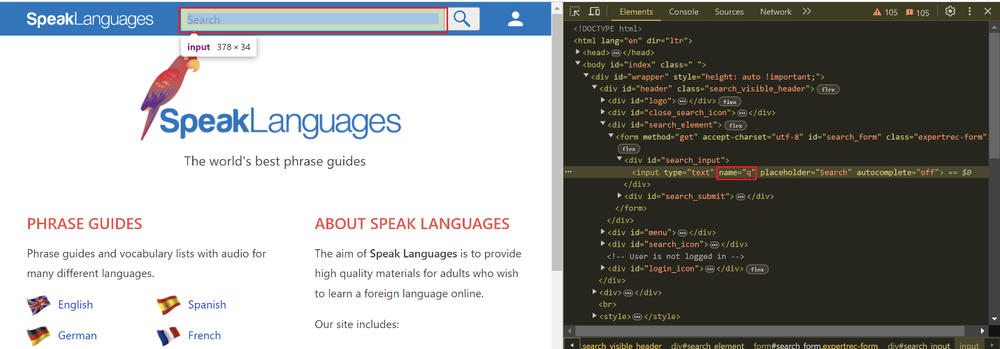 SpeakLanguages
Search
input 378 × 34
SpeakLanguages
The world's best phrase guides
PHRASE GUIDES
Phrase guides and vocabulary lists with audio for
many different languages.
English
Spanish
German
French
ABOUT SPEAK LANGUAGES
The aim of Speak Languages is to provide
high quality materials for adults who wish
to learn a foreign language online.
Our site includes:
Elements Console Sources Network 105 105
<!DOCTYPE html>
<html lang="en" dir="ltr">
<head> </head>
<body id="index" class=" ">
<div id="wrapper" style="height: auto !important;">
<div id="header" class="search_visible_header"> flex
<div id="logo"> </div> flex
<div id="close_search_icon"> </div>
<div id="search_element"> flex
<form method="get" accept-charset="utf-8" id="search_form" class="expertrec-form"
flex
<div id="search_input">
<input type="text" name="q" placeholder="Search" autocomplete="off"> == $0
</div>
<div id="search_submit"> </div>
</form>
</div>
<div id="menu"> </div>
<div id="search_icon"> </div>
<!-- User is not logged in -->
<div id="login_icon"> </div> flex
</div>
<div> </div>
<br>
<style> </style>
.search_visible_header div#search_element form#search_form.expertrec-form div#search_input input